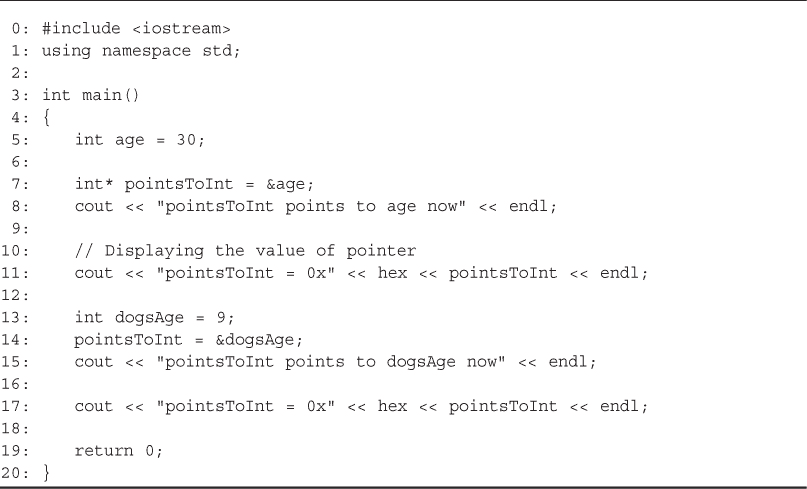 0: #include <iostream>
1: using namespace std;
2:
3: int main()
4: {
5:    int age = 30;
6:
7:    int* pointsToInt = &age;
8:    cout << "pointsToInt points to age now" << endl;
9:
10:    // Displaying the value of pointer
11:    cout << "pointsToInt = 0x" << hex << pointsToInt << endl;
12:
13:    int dogsAge = 9;
14:    pointsToInt = &dogsAge;
15:    cout << "pointsToInt points to dogsAge now" << endl;
16:
17:    cout << "pointsToInt = 0x" << hex << pointsToInt << endl;
18:
19:    return 0;
20: }